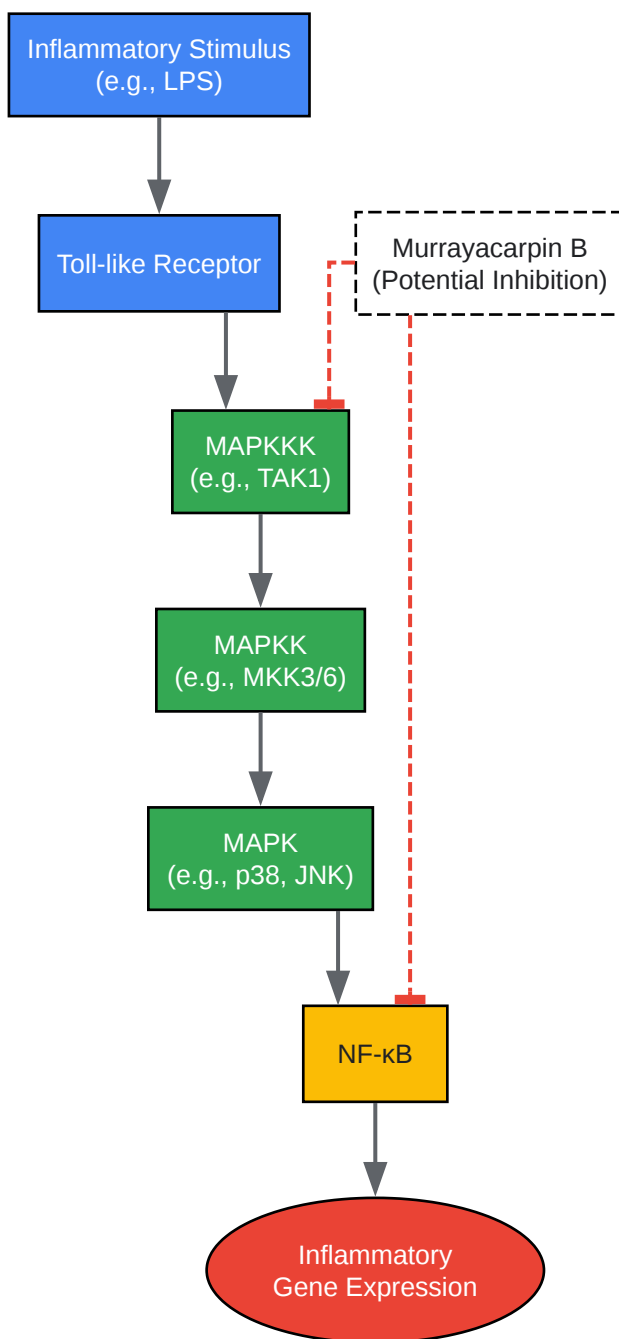 Inflammatory Stimulus
(e.g., LPS)
Toll-like Receptor
Murrayacarpin B
(Potential Inhibition)
MAPKKK
(e.g., TAK1)
MAPKK
(e.g., MKK3/6)
MAPK
(e.g., p38, JNK)
NF-κB
Inflammatory
Gene Expression